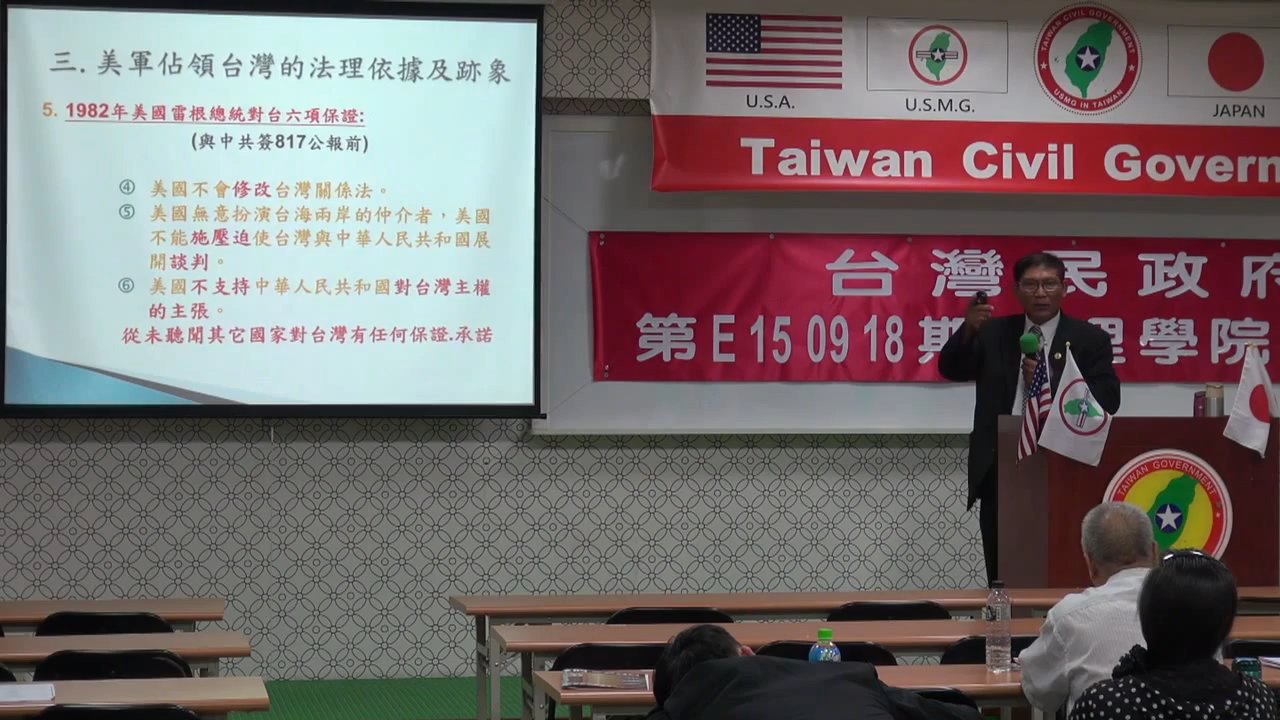 三. 美軍佔領台灣的法理依據及跡象
5. 1982年美國雷根總統對台六項保證:
(與中共簽817公報前)
④ 美國不會修改台灣關係法。
⑤ 美國無意扮演台海兩岸的仲介者，美國
不能施壓迫使台灣與中華人民共和國展
開談判。
⑥ 美國不支持中華人民共和國對台灣主權
的主張。
從未聽聞其它國家對台灣有任何保證.承諾
U.S.A.
U.S.M.G.
TAIWAN CIVIL GOVERNMENT
USMG IN TAIWAN
JAPAN
Taiwan Civil Govern
台灣民政府
第E 15 09 18期 理學院
TAIWAN GOVERNMENT